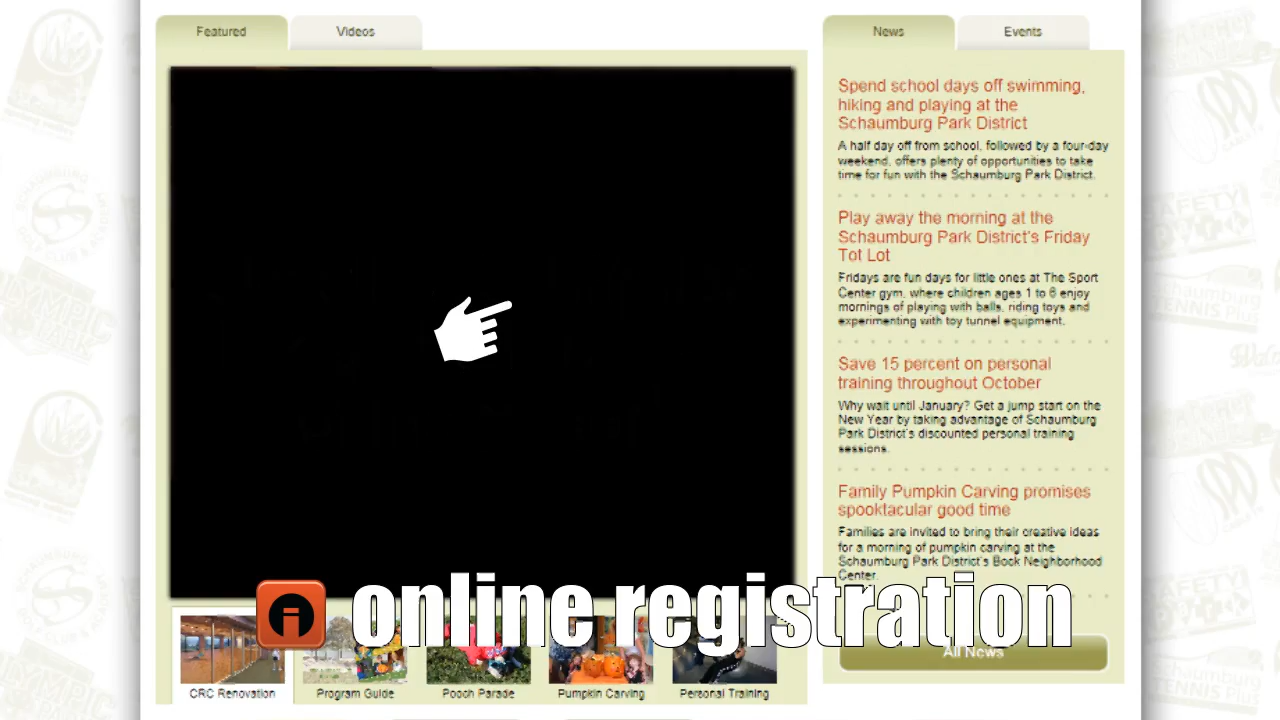 Featured
Videos
News
Events
Spend school days off swimming,
hiking and playing at the
Schaumburg Park District
A half day off from school, followed by a four-day
weekend, offers plenty of opportunities to take
time for fun with the Schaumburg Park District.
Play away the morning at the
Schaumburg Park District's Friday
Tot Lot
Fridays are fun days for little ones at The Sport
Center gym, where children ages 1 to 6 enjoy
mornings of playing with balls, riding toys and
experimenting with toy tunnel equipment.
Save 15 percent on personal
training throughout October
Why wait until January? Get a jump start on the
New Year by taking advantage of Schaumburg
Park District's discounted personal training
sessions.
Family Pumpkin Carving promises
spooktacular good time
Families are invited to bring their creative ideas
for a morning of pumpkin carving at the
Schaumburg Park District's Bock Neighborhood
Center.
online registration
All News
CRC Renovation
Program Guide
Pooch Parade
Pumpkin Carving
Personal Training